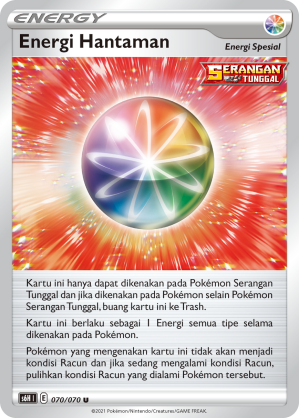 ENERGY
Energi Hantaman
Energi Spesial
SERANGAN
TUNGGAL
Kartu ini hanya dapat dikenakan pada Pokémon Serangan
Tunggal dan jika dikenakan pada Pokémon selain Pokémon
Serangan Tunggal, buang kartu ini ke Trash.
Kartu ini berlaku sebagai 1 Energi semua tipe selama
dikenakan pada Pokémon.
Pokémon yang mengenakan kartu ini tidak akan menjadi
kondisi Racun dan jika sedang mengalami kondisi Racun,
pulihkan kondisi Racun yang dialami Pokémon tersebut.
s6H I E 070/070 U
©2021 Pokémon/Nintendo/Creatures/GAME FREAK.